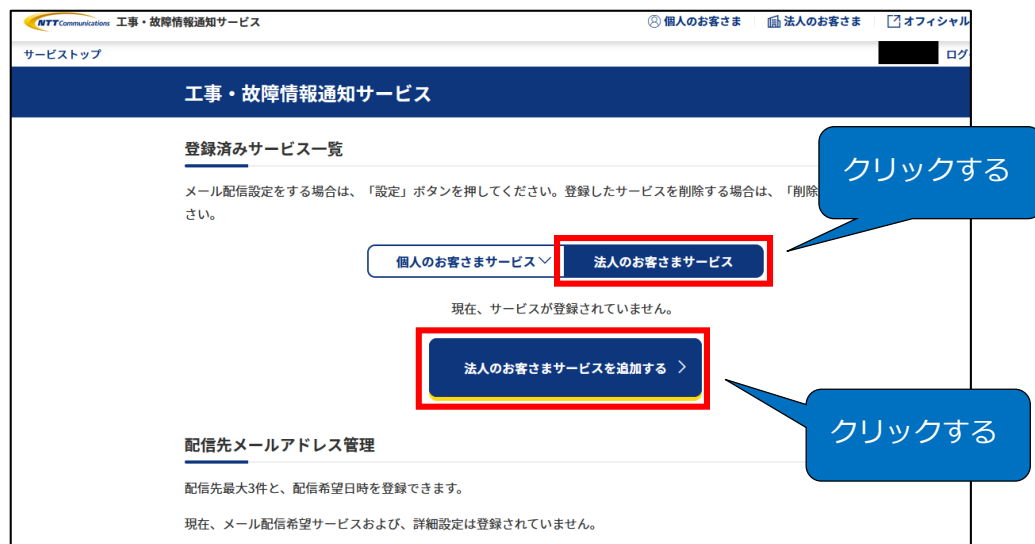 NTT Communications 工事・故障情報通知サービス
個人のお客さま 法人のお客さま オフィシャル
サービストップ
ログ
工事・故障情報通知サービス
登録済みサービス一覧
クリックする
メール配信設定をする場合は、「設定」ボタンを押してください。登録したサービスを削除する場合は、「削除
さい。
個人のお客さまサービス 法人のお客さまサービス
現在、サービスが登録されていません。
法人のお客さまサービスを追加する
クリックする
配信先メールアドレス管理
配信先最大3件と、配信希望日時を登録できます。
現在、メール配信希望サービスおよび、詳細設定は登録されていません。